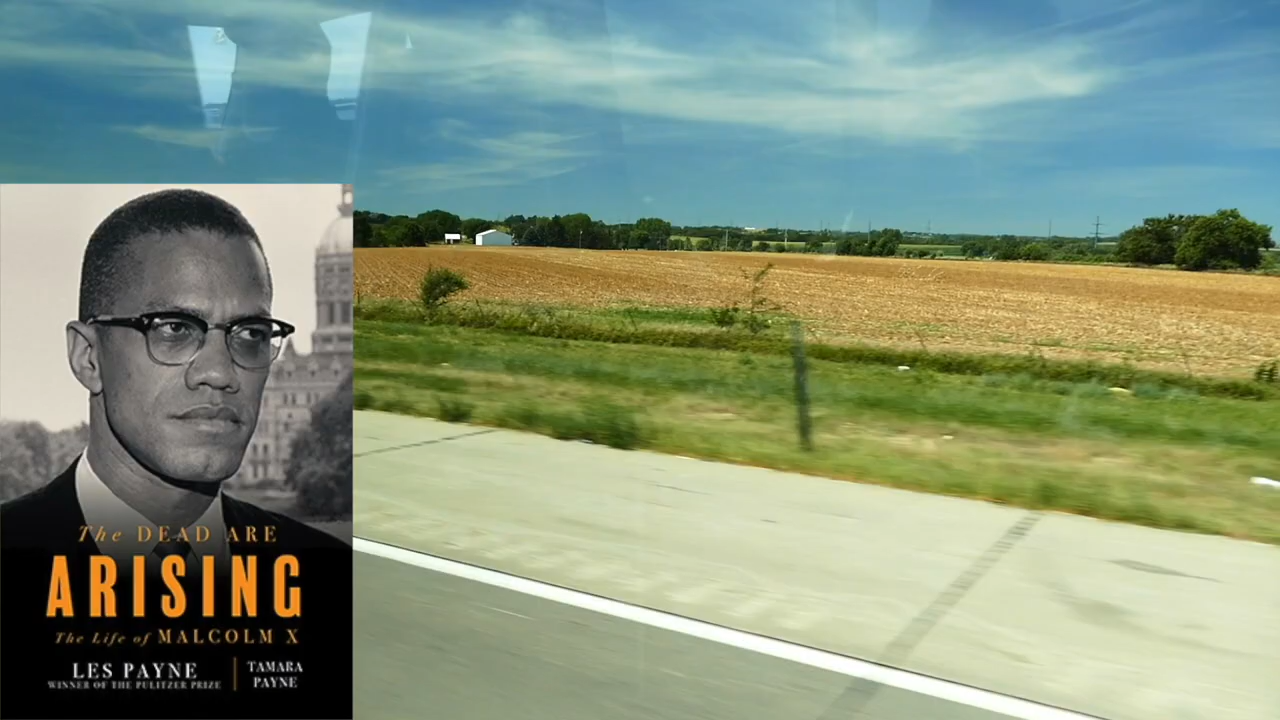 The DEAD ARE
ARISING
The Life of MALCOLM X
LES PAYNE
WINNER OF THE PULITZER PRIZE
TAMARA
PAYNE